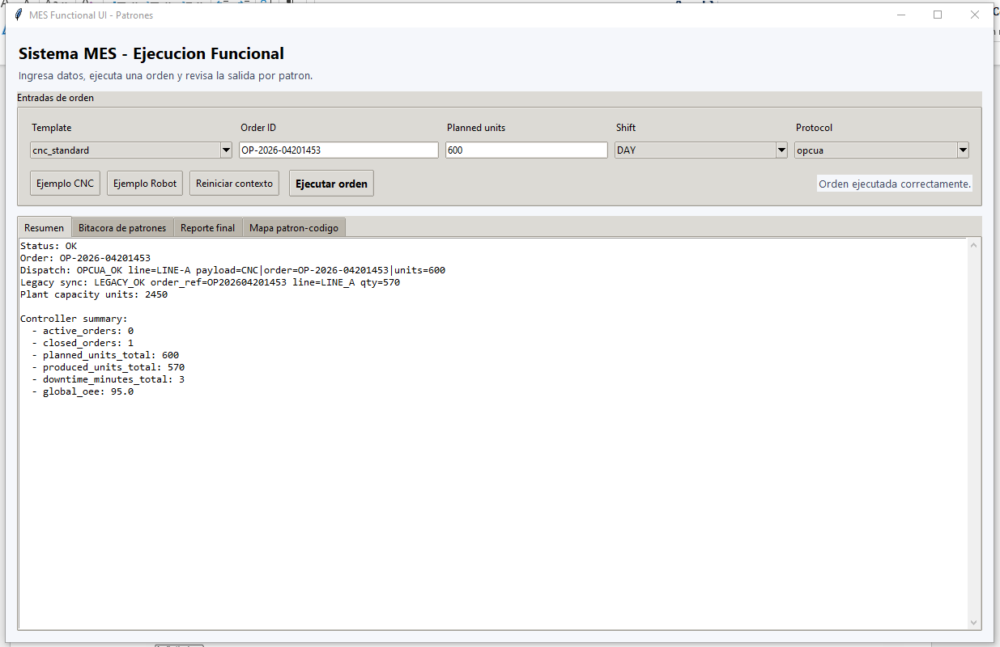 MES Functional UI - Patrones
Sistema MES - Ejecucion Funcional
Ingresa datos, ejecuta una orden y revisa la salida por patron.
Entradas de orden
Template Order ID Planned units Shift Protocol
cnc_standard OP-2026-04201453 600 DAY opcua
Ejemplo CNC Ejemplo Robot Reiniciar contexto Ejecutar orden Orden ejecutada correctamente.
Resumen Bitacora de patrones Reporte final Mapa patron-codigo
Status: OK
Order: OP-2026-04201453
Dispatch: OPCUA_OK line=LINE-A payload=CNC|order=OP-2026-04201453|units=600
Legacy sync: LEGACY_OK order_ref=OP202604201453 line=LINE_A qty=570
Plant capacity units: 2450
Controller summary:
- active_orders: 0
- closed_orders: 1
- planned_units_total: 600
- produced_units_total: 570
- downtime_minutes_total: 3
- global_oee: 95.0